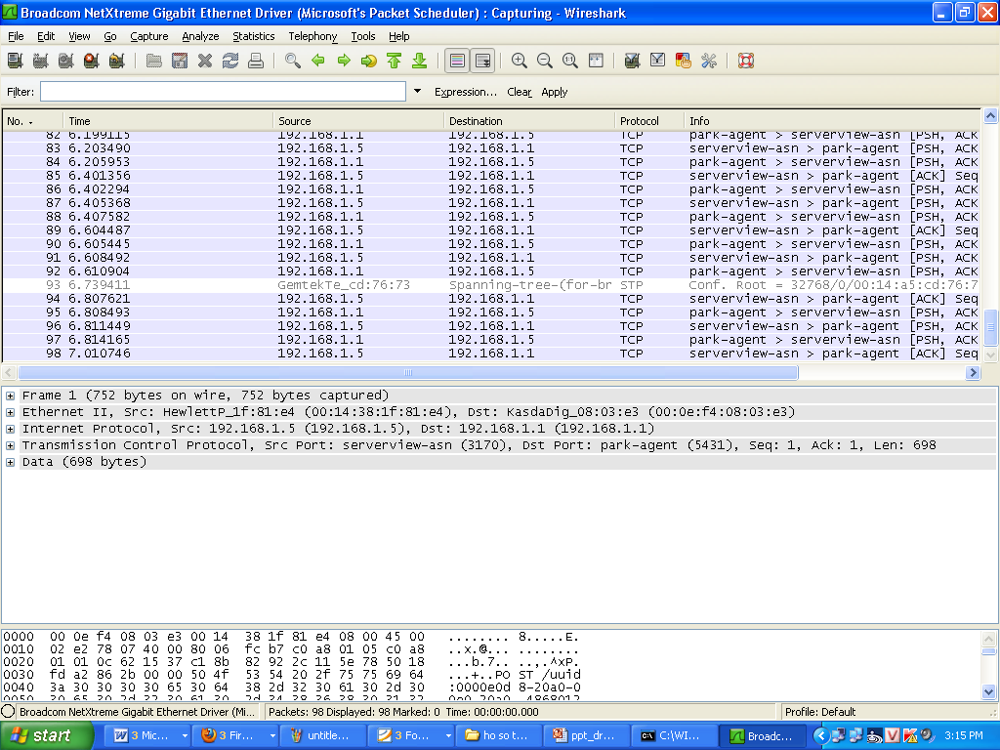 Broadcom NetXtreme Gigabit Ethernet Driver (Microsoft's Packet Scheduler) : Capturing - Wireshark
File Edit View Go Capture Analyze Statistics Telephony Tools Help
Filter: Expression... Clear Apply
No. Time Source Destination Protocol Info
82 6.199115 192.168.1.1 192.168.1.5 TCP park-agent > serverview-asn [PSH, ACK
83 6.203490 192.168.1.5 192.168.1.1 TCP serverview-asn > park-agent [PSH, ACK
84 6.205953 192.168.1.1 192.168.1.5 TCP park-agent > serverview-asn [PSH, ACK
85 6.401356 192.168.1.5 192.168.1.1 TCP serverview-asn > park-agent [ACK] Seq
86 6.402294 192.168.1.1 192.168.1.5 TCP park-agent > serverview-asn [PSH, ACK
87 6.405368 192.168.1.5 192.168.1.1 TCP serverview-asn > park-agent [PSH, ACK
88 6.407582 192.168.1.1 192.168.1.5 TCP park-agent > serverview-asn [PSH, ACK
89 6.604487 192.168.1.5 192.168.1.1 TCP serverview-asn > park-agent [ACK] Seq
90 6.605445 192.168.1.1 192.168.1.5 TCP park-agent > serverview-asn [PSH, ACK
91 6.608492 192.168.1.5 192.168.1.1 TCP serverview-asn > park-agent [PSH, ACK
92 6.610904 192.168.1.1 192.168.1.5 TCP park-agent > serverview-asn [PSH, ACK
93 6.739411 GemtekTe_cd:76:73 Spanning-tree-(for-br STP Conf. Root = 32768/0/00:14:a5:cd:76:7
94 6.807621 192.168.1.5 192.168.1.1 TCP serverview-asn > park-agent [ACK] Seq
95 6.808493 192.168.1.1 192.168.1.5 TCP park-agent > serverview-asn [PSH, ACK
96 6.811449 192.168.1.5 192.168.1.1 TCP serverview-asn > park-agent [PSH, ACK
97 6.814165 192.168.1.1 192.168.1.5 TCP park-agent > serverview-asn [PSH, ACK
98 7.010746 192.168.1.5 192.168.1.1 TCP serverview-asn > park-agent [ACK] Seq
Frame 1 (752 bytes on wire, 752 bytes captured)
Ethernet II, Src: HewlettP_1f:81:e4 (00:14:38:1f:81:e4), Dst: KasdaDig_08:03:e3 (00:0e:f4:08:03:e3)
Internet Protocol, Src: 192.168.1.5 (192.168.1.5), Dst: 192.168.1.1 (192.168.1.1)
Transmission Control Protocol, Src Port: serverview-asn (3170), Dst Port: park-agent (5431), Seq: 1, Ack: 1, Len: 698
Data (698 bytes)
0000 00 0e f4 08 03 e3 00 14 38 1f 81 e4 08 00 45 00 ........ 8.....E.
0010 02 e2 78 07 40 00 80 06 fc b7 c0 a8 01 05 c0 a8 ..x.@... ........
0020 01 01 0c 62 15 37 c1 8b 82 92 2c 11 5e 78 50 18 ...b.7.. ..,.^xP.
0030 fd a2 86 2b 00 00 50 4f 53 54 20 2f 75 75 69 64 ...+..PO ST /uuid
0040 3a 30 30 30 30 65 30 64 38 2d 32 30 61 30 2d 30 :0000e0d 8-20a0-0
Broadcom NetXtreme Gigabit Ethernet Driver (Mi... Packets: 98 Displayed: 98 Marked: 0 Time: 00:00:00.000 Profile: Default
start 3 Mic... 3 Fir... untitle... 3 Fo... ho so t... ppt_dr... C:\WI... Broadc... 3:15 PM